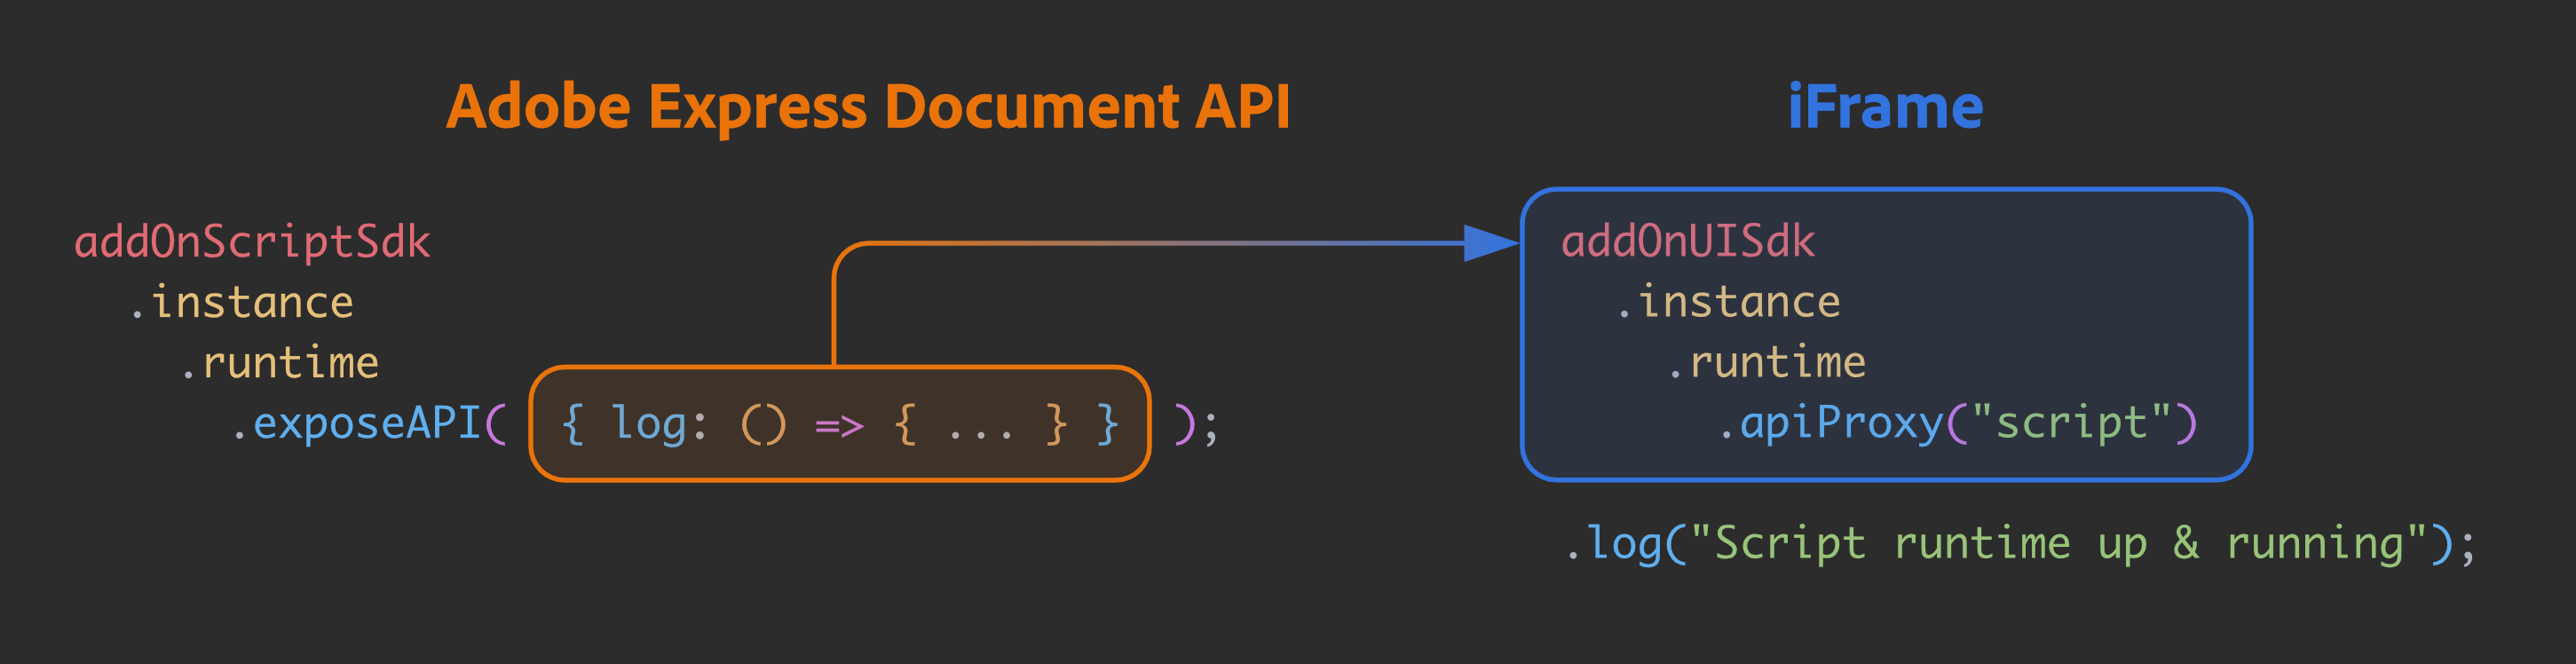 Adobe Express Document API
addOnScriptSdk
.instance
.runtime
.exposeAPI( { log: () => { ... } } );
iFrame
addOnUISdk
.instance
.runtime
.apiProxy("script")
.log("Script runtime up & running");